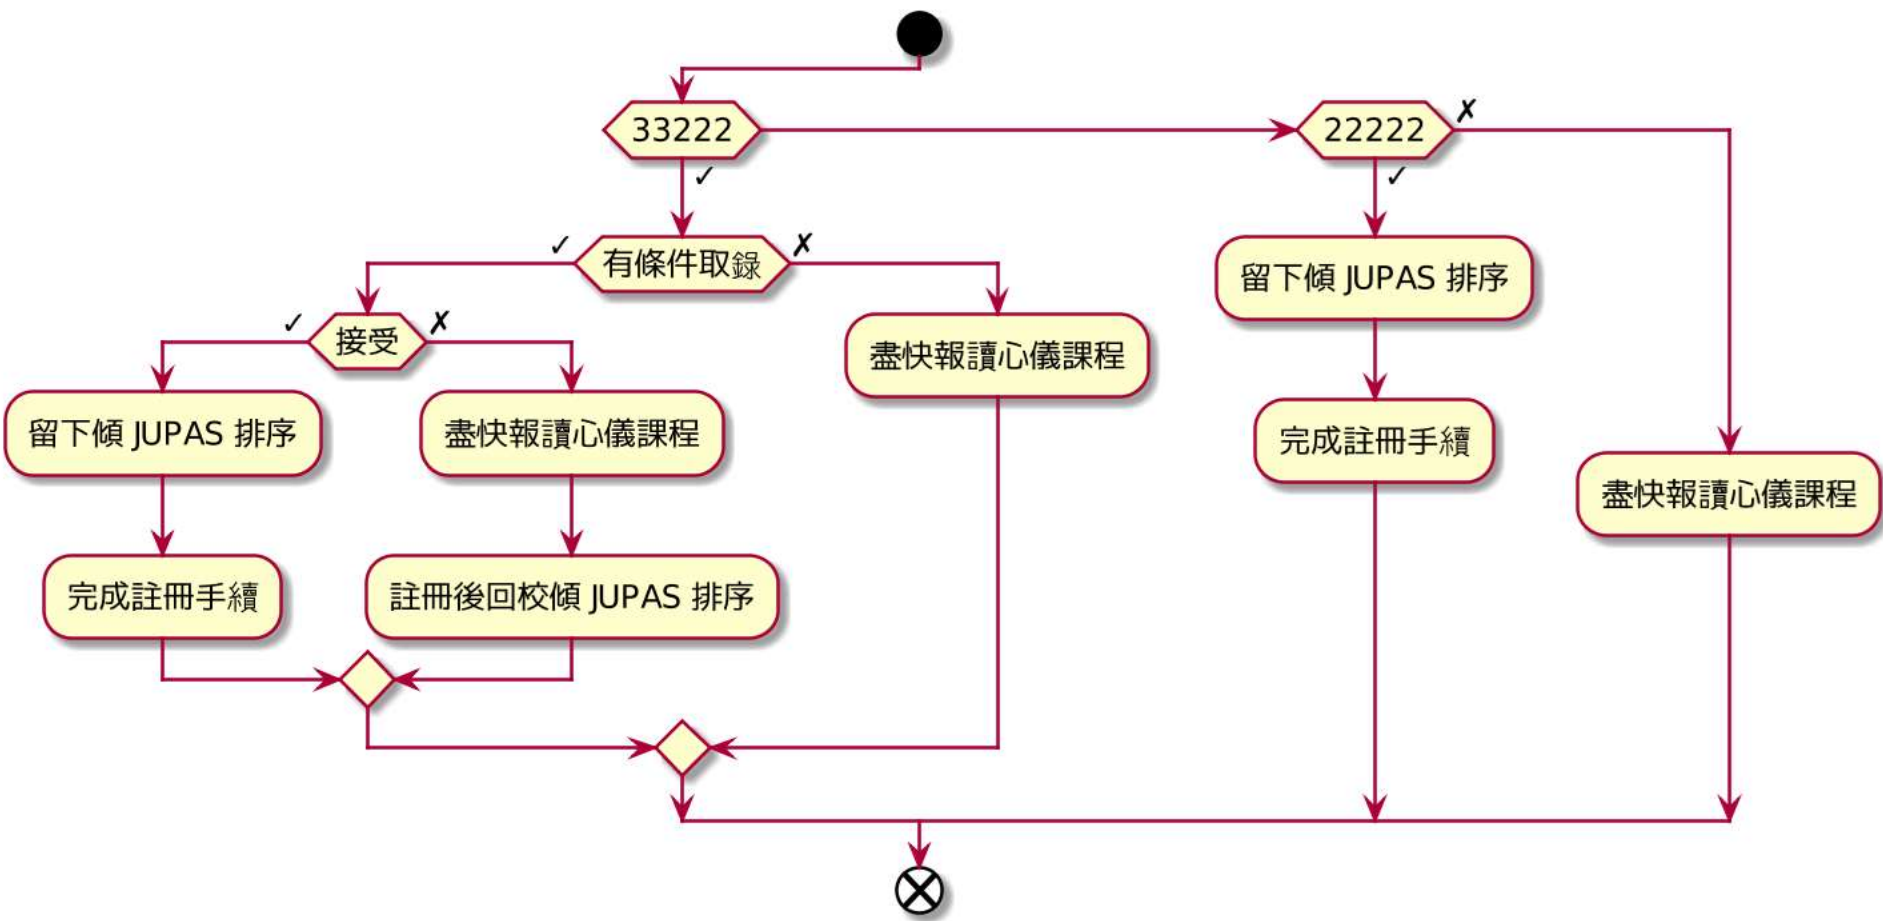 33222
22222
✗
✓
✓
✓
有條件取錄
✗
留下傾 JUPAS 排序
✓
接受
✗
盡快報讀心儀課程
留下傾 JUPAS 排序
盡快報讀心儀課程
完成註冊手續
盡快報讀心儀課程
完成註冊手續
註冊後回校傾 JUPAS 排序